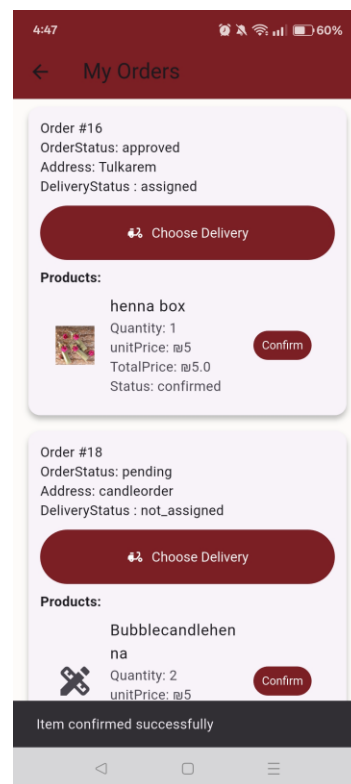 4:47
60%
My Orders
Order #16
OrderStatus: approved
Address: Tulkarem
DeliveryStatus : assigned
Choose Delivery
Products:
henna box
Quantity: 1
unitPrice: ₪5
TotalPrice: ₪5.0
Status: confirmed
Confirm
Order #18
OrderStatus: pending
Address: candleorder
DeliveryStatus : not_assigned
Choose Delivery
Products:
Bubblecandlehen
na
Quantity: 2
unitPrice: ₪5
Confirm
Item confirmed successfully